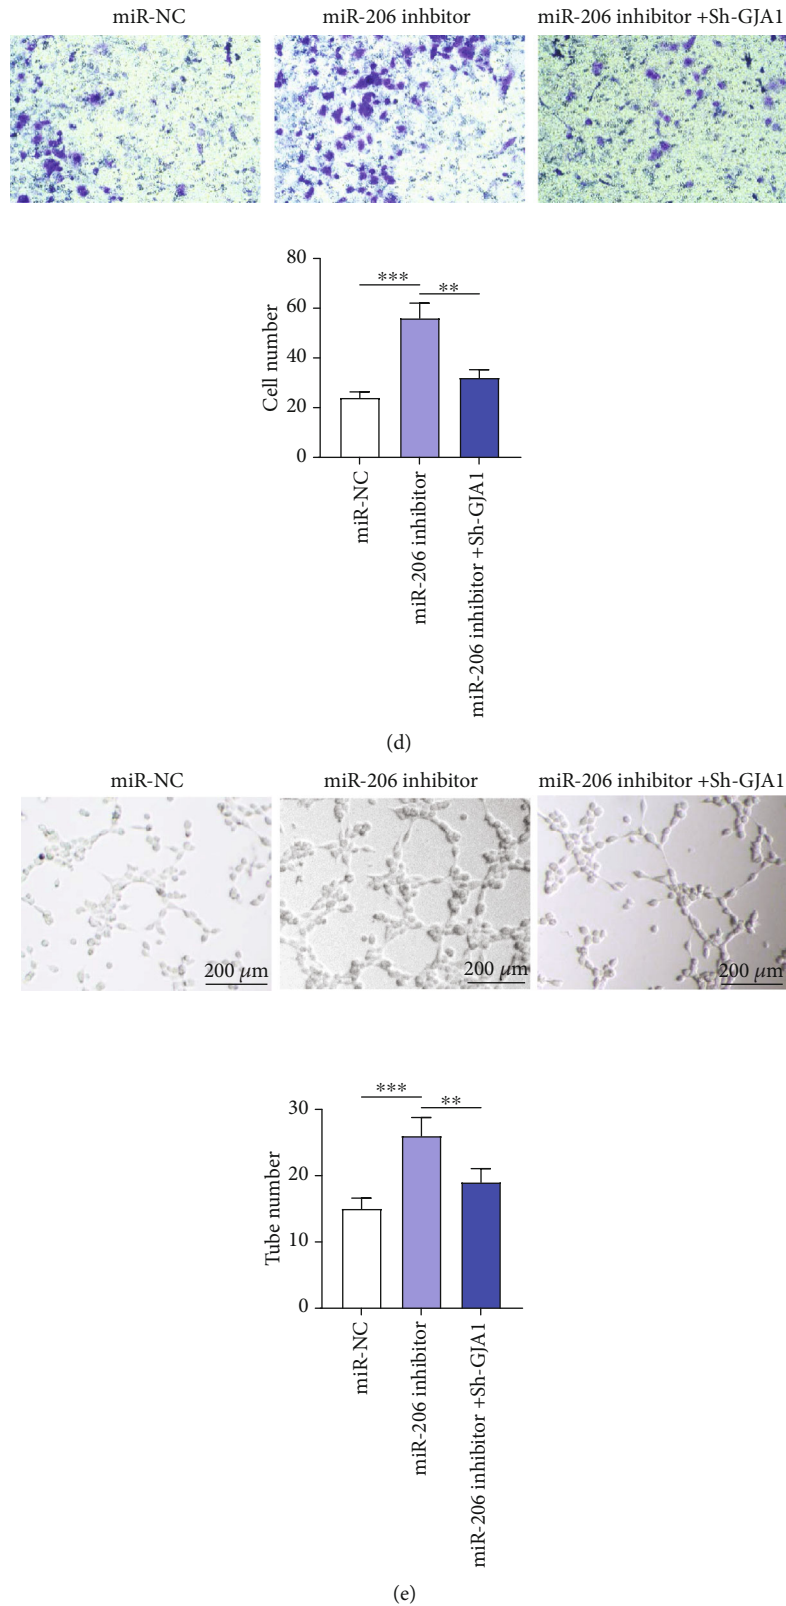 miR-NC
miR-206 inhbitor
miR-206 inhibitor +Sh-GJA1
80
60
40
20
0
Cell number
***
**
miR-NC
miR-206 inhibitor
miR-206 inhibitor +Sh-GJA1
(d)
miR-NC
miR-206 inhibitor
miR-206 inhibitor +Sh-GJA1
200 μm
200 μm
200 μm
30
20
10
0
Tube number
***
**
miR-NC
miR-206 inhibitor
miR-206 inhibitor +Sh-GJA1
(e)